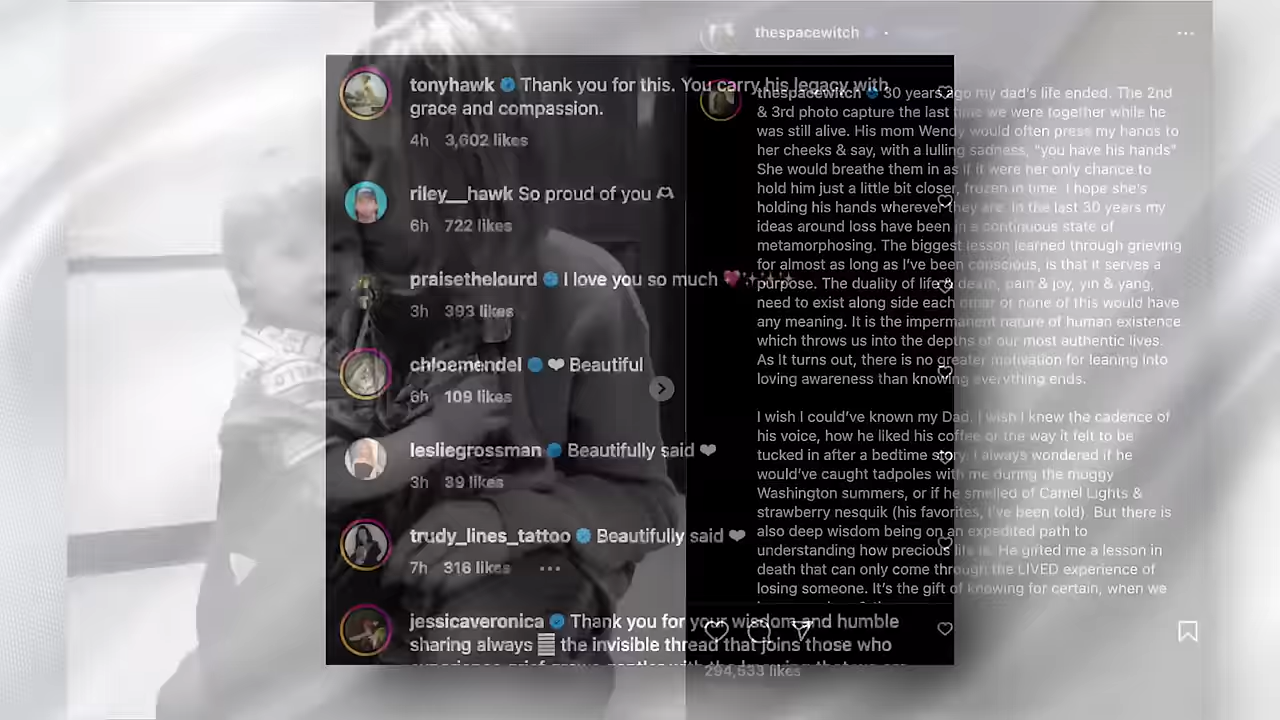 thespacewitch
tonyhawk Thank you for this. You carry his legacy with
grace and compassion.
4h 3,602 likes
riley__hawk So proud of you
6h 722 likes
praisethelourd I love you so much
3h 393 likes
chloemendel ❤ Beautiful
6h 109 likes
lesliegrossman Beautifully said ❤
3h 39 likes
trudy_lines_tattoo Beautifully said ❤
7h 316 likes
jessicaveronica Thank you for your wisdom and humble
sharing always the invisible thread that joins those who
thespacewitch 30 years ago my dad's life ended. The 2nd
& 3rd photo capture the last time we were together while he
was still alive. His mom Wendy would often press my hands to
her cheeks & say, with a lulling sadness, "you have his hands"
She would breathe them in as if it were her only chance to
hold him just a little bit closer, frozen in time. I hope she's
holding his hands wherever they are. In the last 30 years my
ideas around loss have been in a continuous state of
metamorphosing. The biggest lesson learned through grieving
for almost as long as I've been conscious, is that it serves a
purpose. The duality of life & death, pain & joy, yin & yang,
need to exist along side each other or none of this would have
any meaning. It is the impermanent nature of human existence
which throws us into the depths of our most authentic lives.
As It turns out, there is no greater motivation for leaning into
loving awareness than knowing everything ends.
I wish I could've known my Dad. I wish I knew the cadence of
his voice, how he liked his coffee or the way it felt to be
tucked in after a bedtime story. I always wondered if he
would've caught tadpoles with me during the muggy
Washington summers, or if he smelled of Camel Lights &
strawberry nesquik (his favorites, I've been told). But there is
also deep wisdom being on an expedited path to
understanding how precious life is. He gifted me a lesson in
death that can only come through the LIVED experience of
losing someone. It's the gift of knowing for certain, when we
294,633 likes